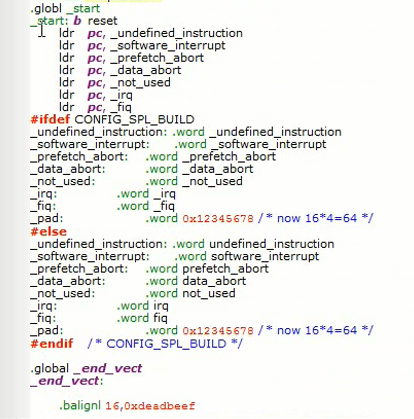 .globl _start
_start: b reset
ldr pc, _undefined_instruction
ldr pc, _software_interrupt
ldr pc, _prefetch_abort
ldr pc, _data_abort
ldr pc, _not_used
ldr pc, _irq
ldr pc, _fiq
#ifdef CONFIG_SPL_BUILD
_undefined_instruction: .word _undefined_instruction
_software_interrupt: .word _software_interrupt
_prefetch_abort: .word _prefetch_abort
_data_abort: .word _data_abort
_not_used: .word _not_used
_irq: .word _irq
_fiq: .word _fiq
_pad: .word 0x12345678 /* now 16*4=64 */
#else
_undefined_instruction: .word undefined_instruction
_software_interrupt: .word software_interrupt
_prefetch_abort: .word prefetch_abort
_data_abort: .word data_abort
_not_used: .word not_used
_irq: .word irq
_fiq: .word fiq
_pad: .word 0x12345678 /* now 16*4=64 */
#endif /* CONFIG_SPL_BUILD */
.global _end_vect
_end_vect:
.balignl 16,0xdeadbeef